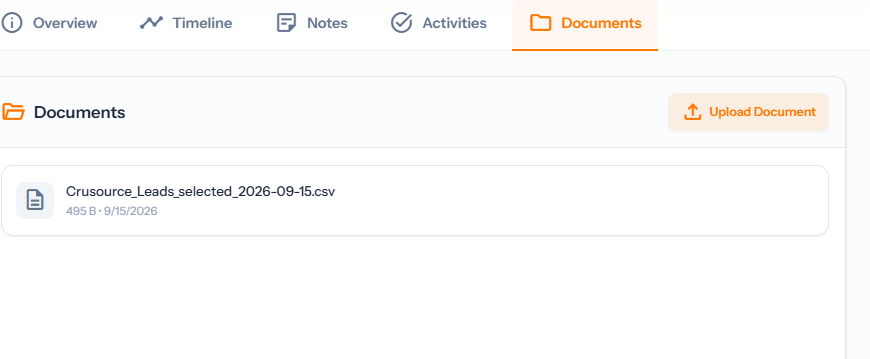 Overview Timeline Notes Activities Documents
Documents Upload Document
Crusource_Leads_selected_2026-09-15.csv
495 B • 9/15/2026